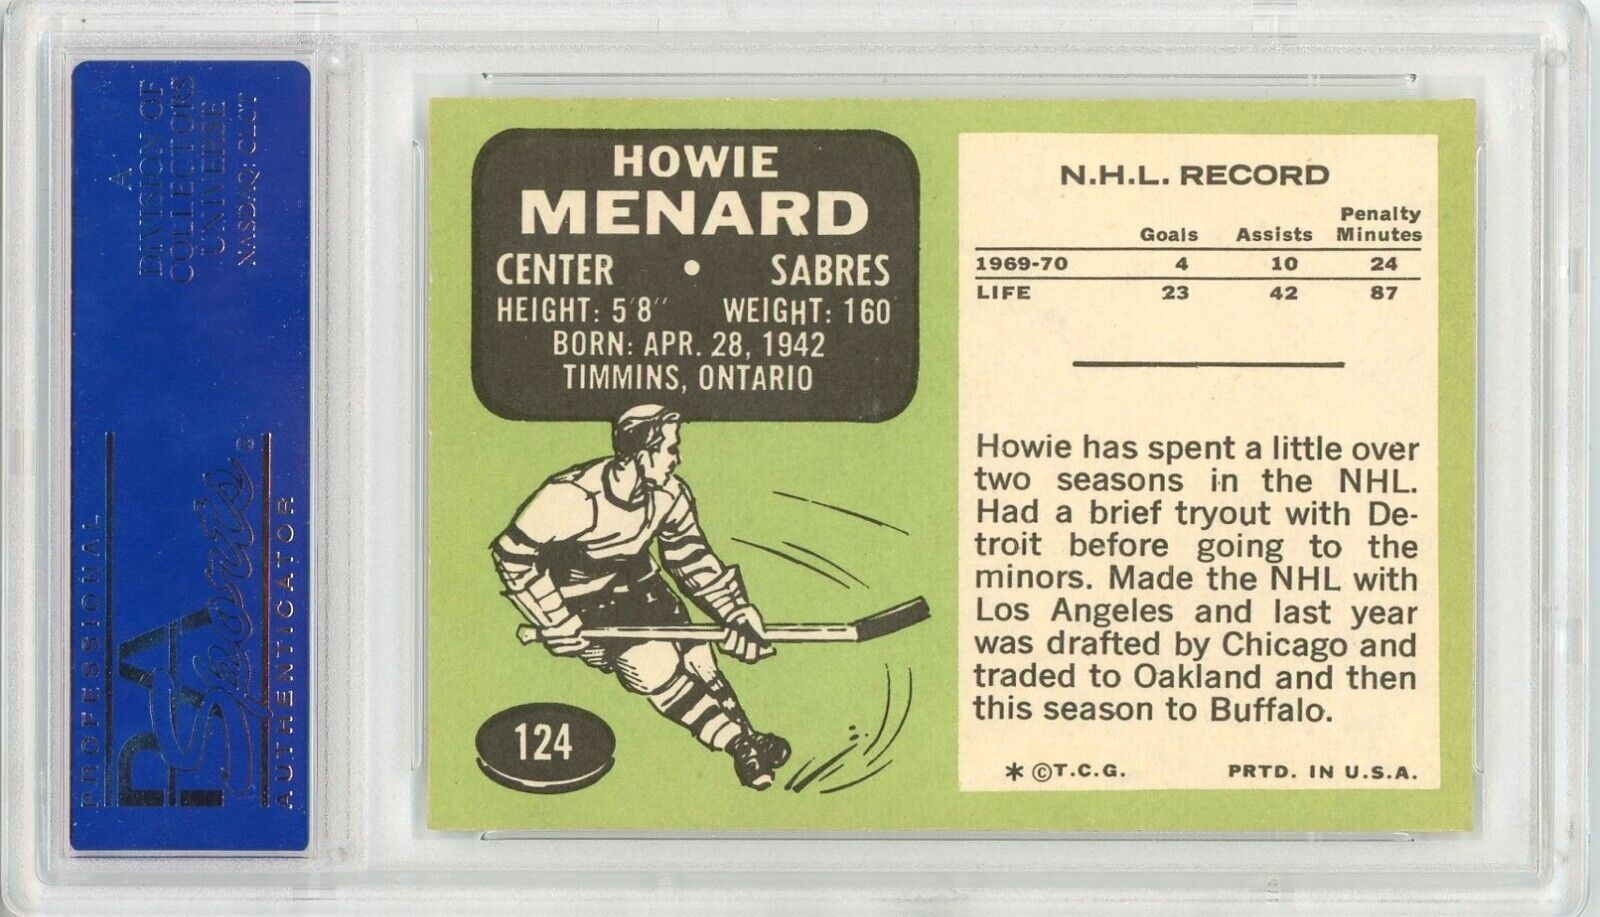 A
DIVISION OF
COLLECTORS
UNIVERSE
NASDAQ: CLCT
PROFESSIONAL
PSA
Sports®
AUTHENTICATOR
HOWIE
MENARD
CENTER • SABRES
HEIGHT: 5'8" WEIGHT: 160
BORN: APR. 28, 1942
TIMMINS, ONTARIO
124
N.H.L. RECORD
Goals Assists Penalty Minutes
1969-70 4 10 24
LIFE 23 42 87
Howie has spent a little over
two seasons in the NHL.
Had a brief tryout with De-
troit before going to the
minors. Made the NHL with
Los Angeles and last year
was drafted by Chicago and
traded to Oakland and then
this season to Buffalo.
* ©T.C.G. PRTD. IN U.S.A.